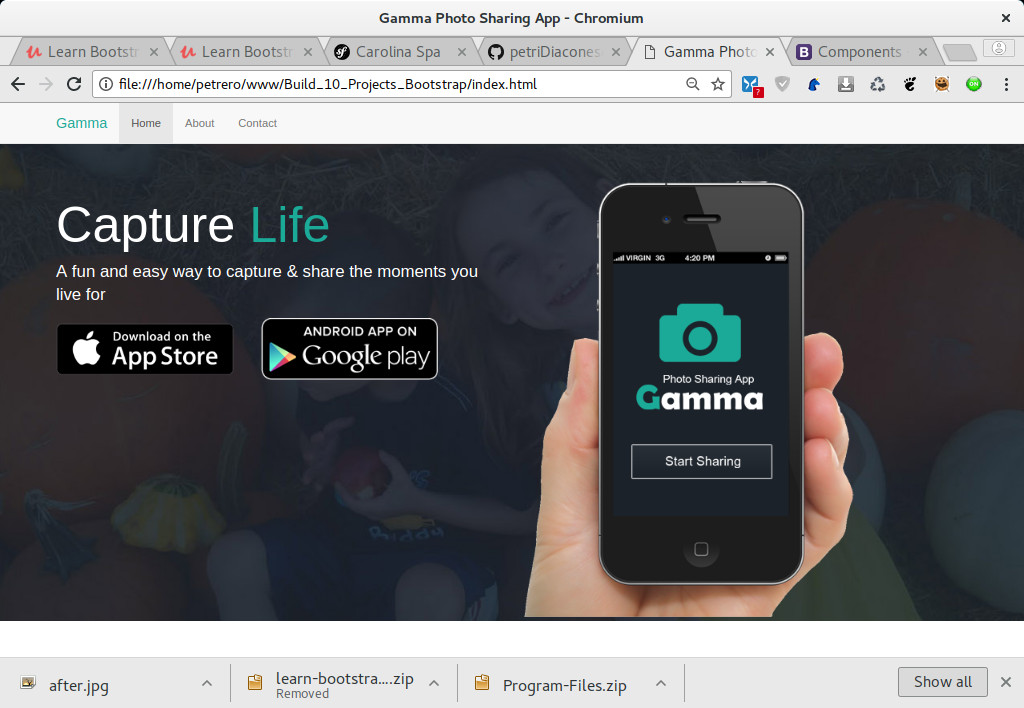 Gamma Photo Sharing App - Chromium
Learn Bootstr
Learn Bootstr
Carolina Spa
petriDiacones
Gamma Photo
Components
file:///home/petrero/www/Build_10_Projects_Bootstrap/index.html
?
ON
Gamma
Home
About
Contact
Capture Life
A fun and easy way to capture & share the moments you
live for
Download on the
App Store
ANDROID APP ON
Google play
VIRGIN 3G
4:20 PM
Photo Sharing App
Gamma
Start Sharing
after.jpg
learn-bootstra....zip
Removed
Program-Files.zip
Show all